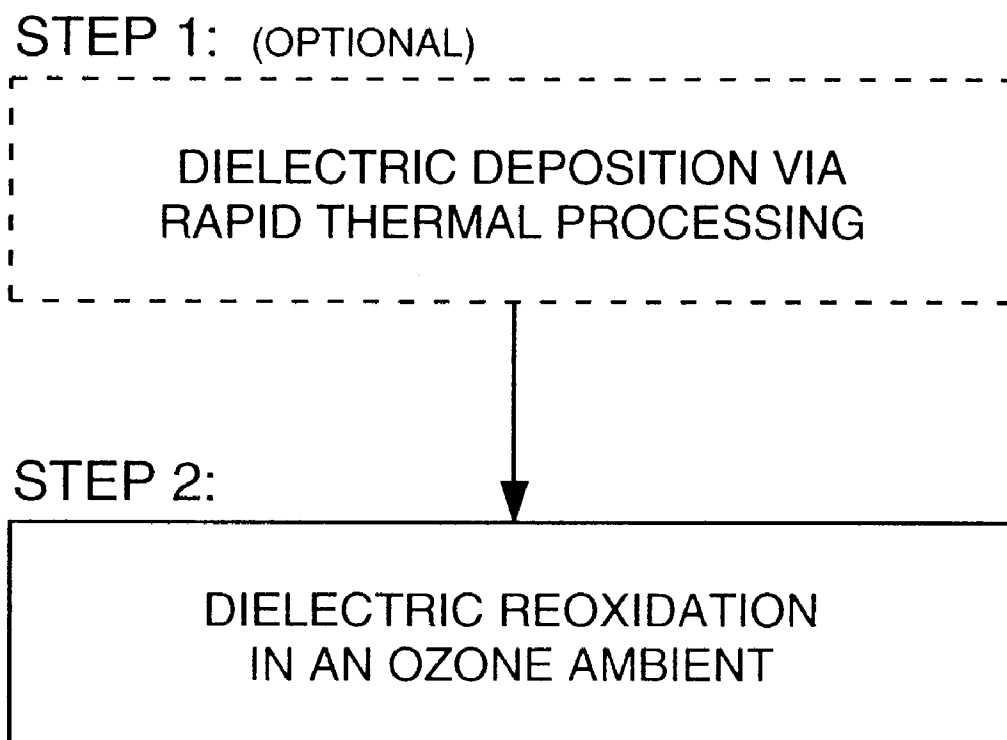 STEP 1: (OPTIONAL)
DIELECTRIC DEPOSITION VIA
RAPID THERMAL PROCESSING
STEP 2:
DIELECTRIC REOXIDATION
IN AN OZONE AMBIENT